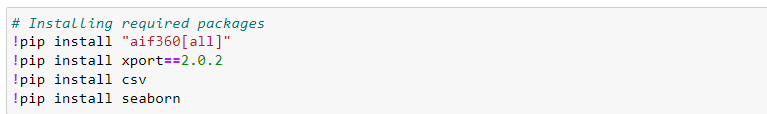 # Installing required packages
!pip install "aif360[all]"
!pip install xport==2.0.2
!pip install csv
!pip install seaborn